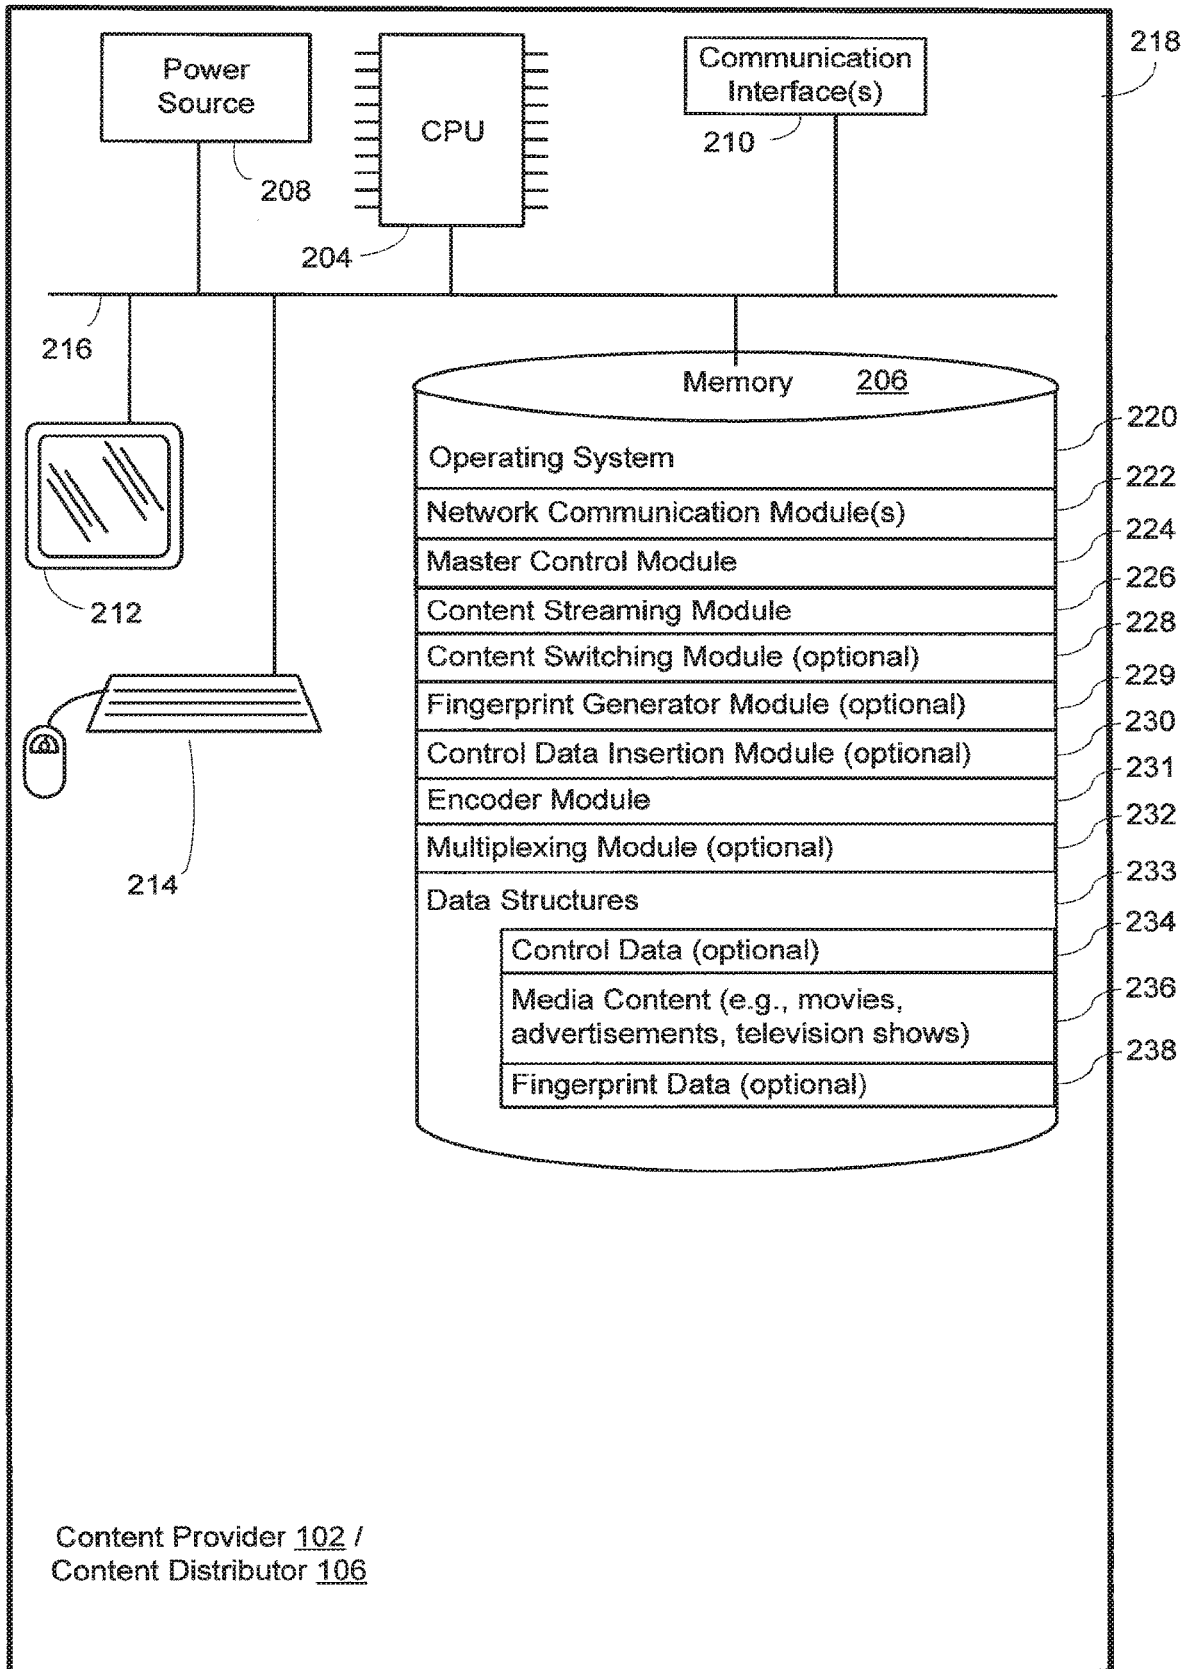 218
Power
Source
CPU
Communication
Interface(s)
210
208
204
216
Memory 206
220
Operating System
222
Network Communication Module(s)
224
Master Control Module
226
Content Streaming Module
228
Content Switching Module (optional)
229
Fingerprint Generator Module (optional)
230
Control Data Insertion Module (optional)
231
Encoder Module
232
Multiplexing Module (optional)
233
Data Structures
234
Control Data (optional)
236
Media Content (e.g., movies,
advertisements, television shows)
238
Fingerprint Data (optional)
212
214
Content Provider 102 /
Content Distributor 106